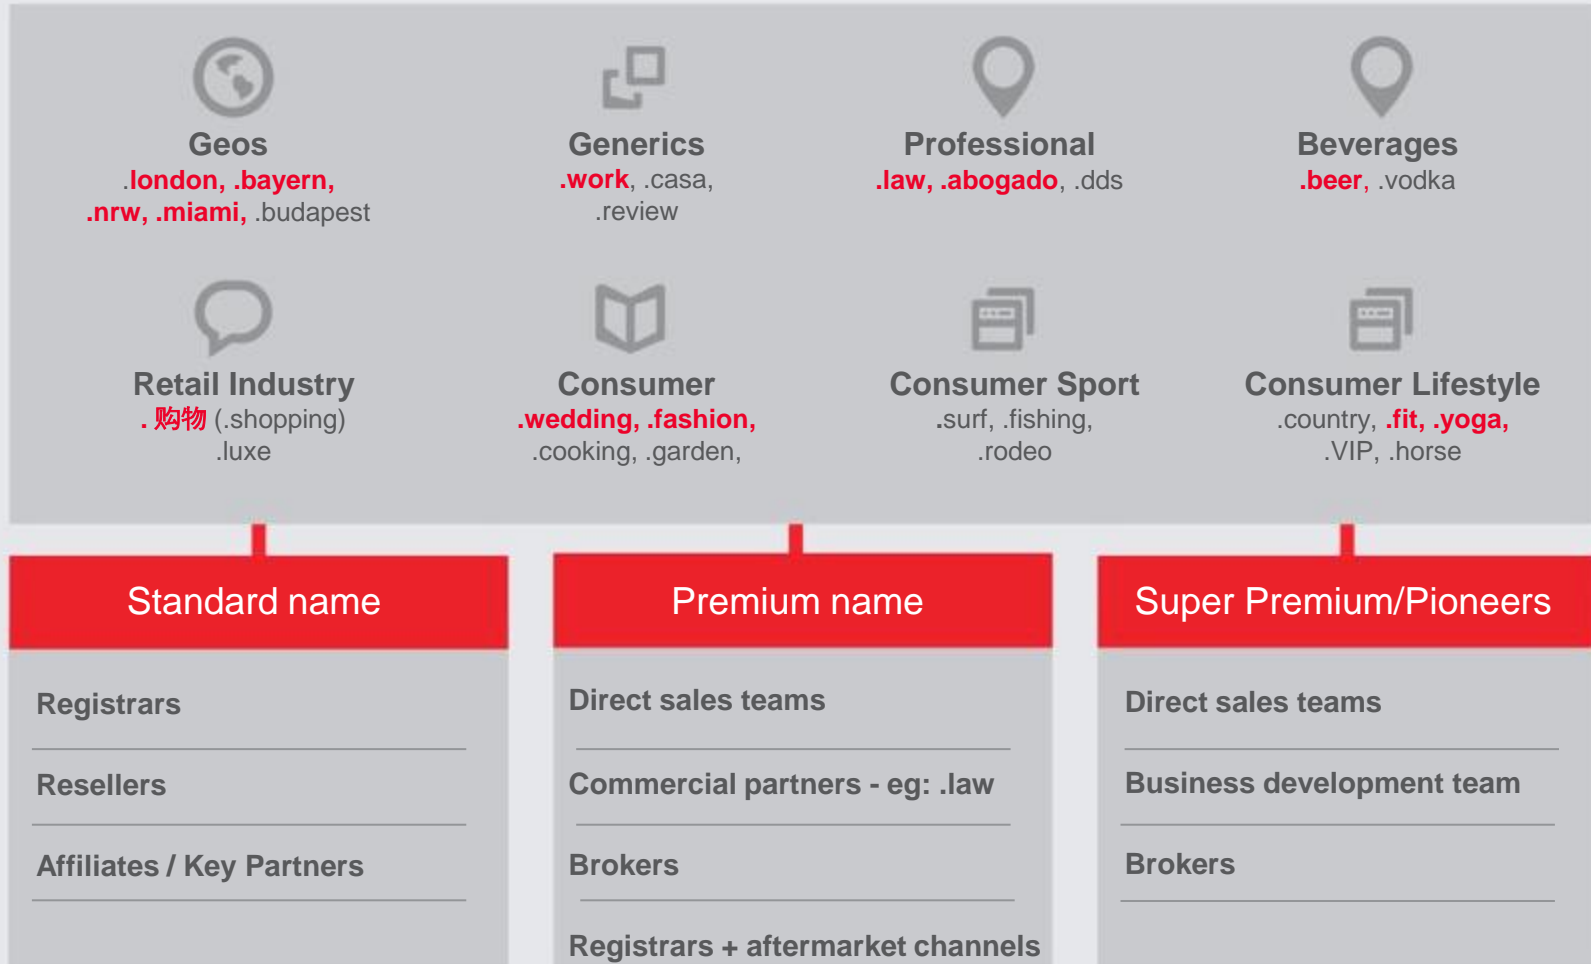 Geos
.london, .bayern,
.nrw, .miami, .budapest
Generics
.work, .casa,
.review
Professional
.law, .abogado, .dds
Beverages
.beer, .vodka
Retail Industry
. 购物 (.shopping)
.luxe
Consumer
.wedding, .fashion,
.cooking, .garden,
Consumer Sport
.surf, .fishing,
.rodeo
Consumer Lifestyle
.country, .fit, .yoga,
.VIP, .horse
Standard name
Registrars
Resellers
Affiliates / Key Partners
Premium name
Direct sales teams
Commercial partners - eg: .law
Brokers
Registrars + aftermarket channels
Super Premium/Pioneers
Direct sales teams
Business development team
Brokers